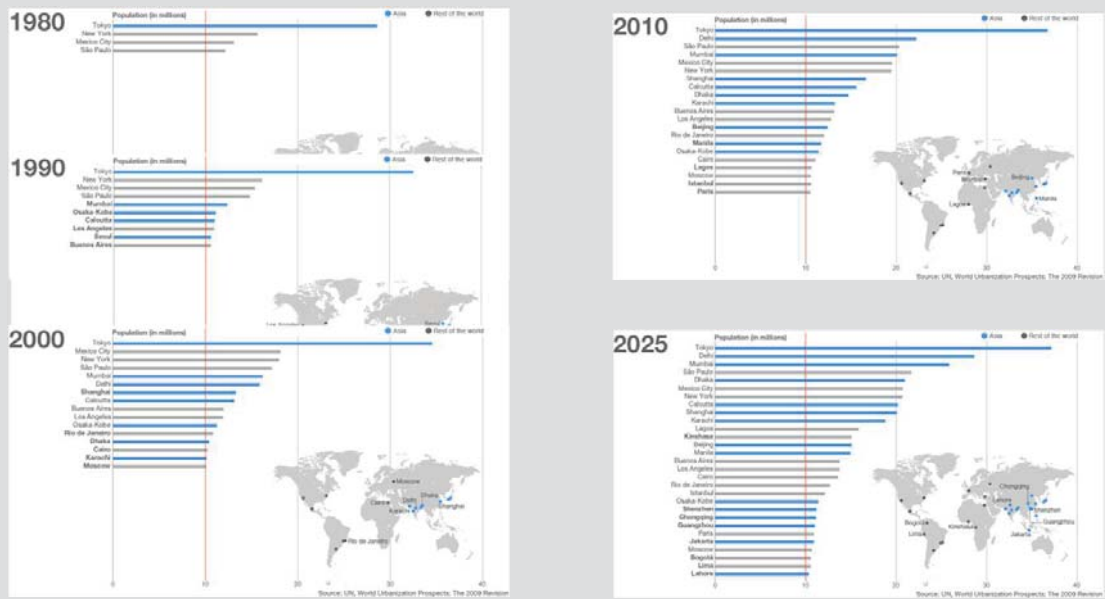 1980
Population (in millions)
Asia
Rest of the world
Tokyo
New York
Mexico City
São Paulo
1990
Population (in millions)
Asia
Rest of the world
Tokyo
New York
Mexico City
São Paulo
Mumbai
Osaka-Kobe
Calcutta
Los Angeles
Seoul
Buenos Aires
Los Angeles
Seoul
2000
Population (in millions)
Asia
Rest of the world
Tokyo
Mexico City
New York
São Paulo
Mumbai
Delhi
Shanghai
Calcutta
Buenos Aires
Los Angeles
Osaka-Kobe
Rio de Janeiro
Dhaka
Cairo
Karachi
Moscow
Moscow
Cairo
Delhi
Dhaka
Karachi
Shanghai
Rio de Janeiro
0 10 20 30 40
Source: UN, World Urbanization Prospects; The 2009 Revision
2010
Population (in millions)
Asia
Rest of the world
Tokyo
Delhi
São Paulo
Mumbai
Mexico City
New York
Shanghai
Calcutta
Dhaka
Karachi
Buenos Aires
Los Angeles
Beijing
Rio de Janeiro
Manila
Osaka-Kobe
Cairo
Lagos
Moscow
Istanbul
Paris
Paris
Istanbul
Beijing
Manila
Lagos
0 10 20 30 40
Source: UN, World Urbanization Prospects; The 2009 Revision
2025
Population (in millions)
Asia
Rest of the world
Tokyo
Delhi
Mumbai
São Paulo
Dhaka
Mexico City
New York
Calcutta
Shanghai
Karachi
Lagos
Kinshasa
Beijing
Manila
Buenos Aires
Los Angeles
Cairo
Rio de Janeiro
Istanbul
Osaka-Kobe
Shenzhen
Chongqing
Guangzhou
Paris
Jakarta
Moscow
Bogotá
Lima
Lahore
Chongqing
Lahore
Shenzhen
Guangzhou
Bogotá
Kinshasa
Lima
Jakarta
0 10 20 30 40
Source: UN, World Urbanization Prospects; The 2009 Revision